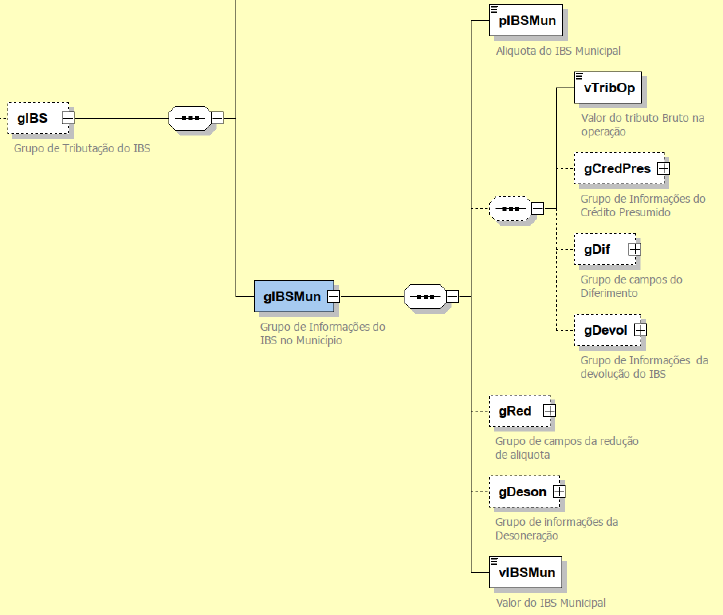 pIBSMun
Aliquota do IBS Municipal
vTribOp
Valor do tributo Bruto na
operação
gIBS
Grupo de Tributação do IBS
gCredPres
Grupo de Informações do
Crédito Presumido
gDif
Grupo de campos do
Diferimento
gIBSMun
Grupo de Informações do
IBS no Município
gDevol
Grupo de Informações da
devolução do IBS
gRed
Grupo de campos da redução
de aliquota
gDeson
Grupo de informações da
Desoneração
vIBSMun
Valor do IBS Municipal